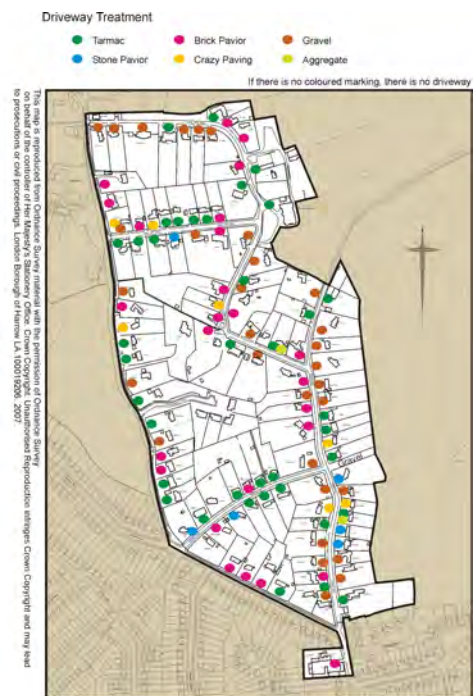 Driveway Treatment
Tarmac
Brick Pavior
Gravel
Stone Pavior
Crazy Paving
Aggregate
If there is no coloured marking, there is no driveway
This map is reproduced from Ordnance Survey material with the permission of Ordnance Survey
on behalf of the controller of Her Majesty's Stationery Office. Crown Copyright. Unauthorised Reproduction infringes Crown Copyright and may lead
to prosecutions or civil proceedings. London Borough of Harrow LA.100019206. 2007.